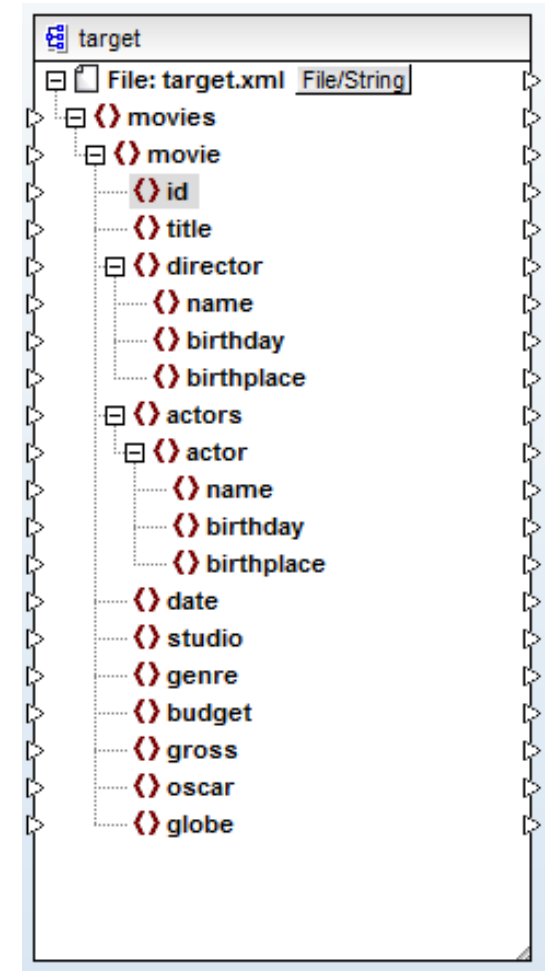 target
File: target.xml File/String
movies
movie
id
title
director
name
birthday
birthplace
actors
actor
name
birthday
birthplace
date
studio
genre
budget
gross
oscar
globe